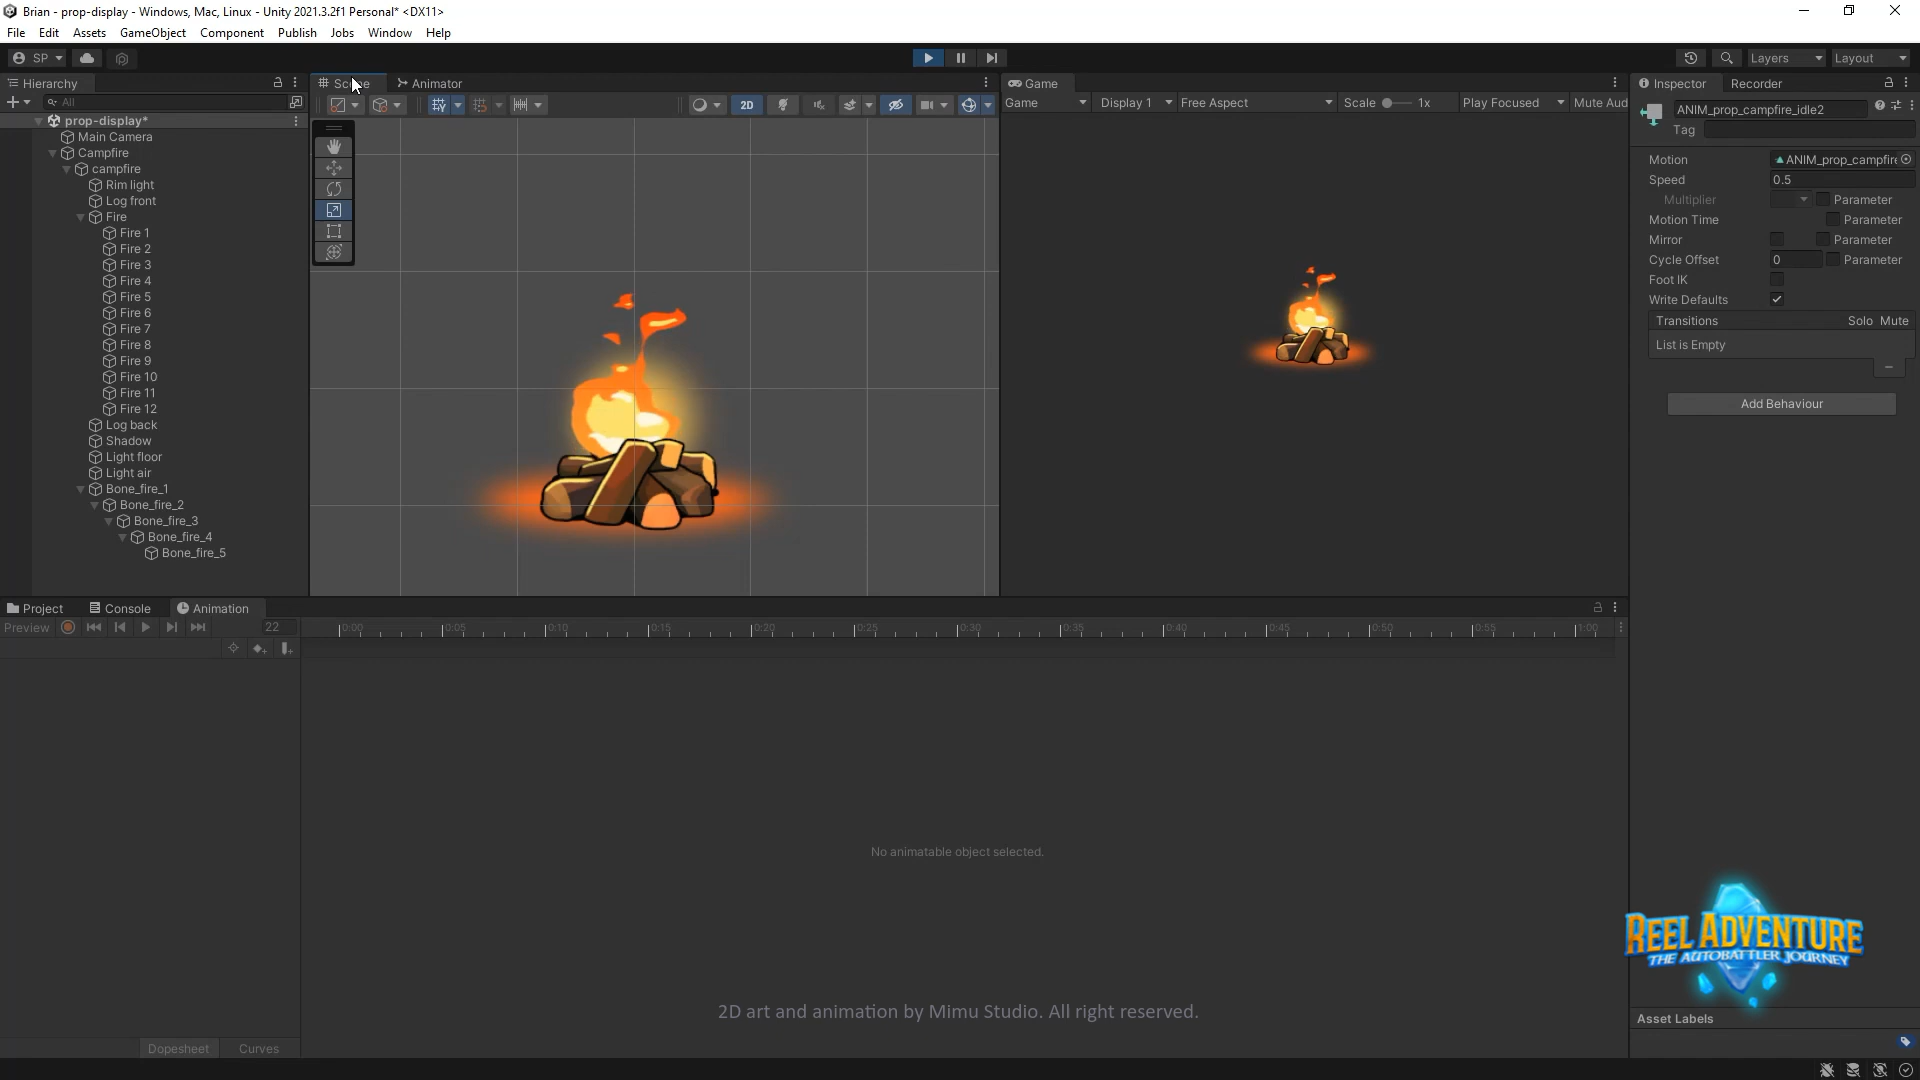 Brian - prop-display - Windows, Mac, Linux - Unity 2021.3.2f1 Personal* <DX11>
File Edit Assets GameObject Component Publish Jobs Window Help
SP Layers Layout
Hierarchy
All
prop-display*
Main Camera
Campfire
campfire
Rim light
Log front
Fire
Fire 1
Fire 2
Fire 3
Fire 4
Fire 5
Fire 6
Fire 7
Fire 8
Fire 9
Fire 10
Fire 11
Fire 12
Log back
Shadow
Light floor
Light air
Bone_fire_1
Bone_fire_2
Bone_fire_3
Bone_fire_4
Bone_fire_5
Animator
2D
Game
Game Display 1 Free Aspect Scale 1x Play Focused Mute Aud
Inspector Recorder
ANIM_prop_campfire_idle2
Tag
Motion ANIM_prop_campfire
Speed 0.5
Multiplier Parameter
Motion Time Parameter
Mirror Parameter
Cycle Offset 0 Parameter
Foot IK
Write Defaults
Transitions Solo Mute
List is Empty
Add Behaviour
Project Console Animation
Preview 22
0:00 0:05 0:10 0:15 0:20 0:25 0:30 0:35 0:40 0:45 0:50 0:55 1:00
No animatable object selected.
Dopesheet Curves
2D art and animation by Mimu Studio. All right reserved.
REEL ADVENTURE
THE AUTOBATTLER JOURNEY
Asset Labels